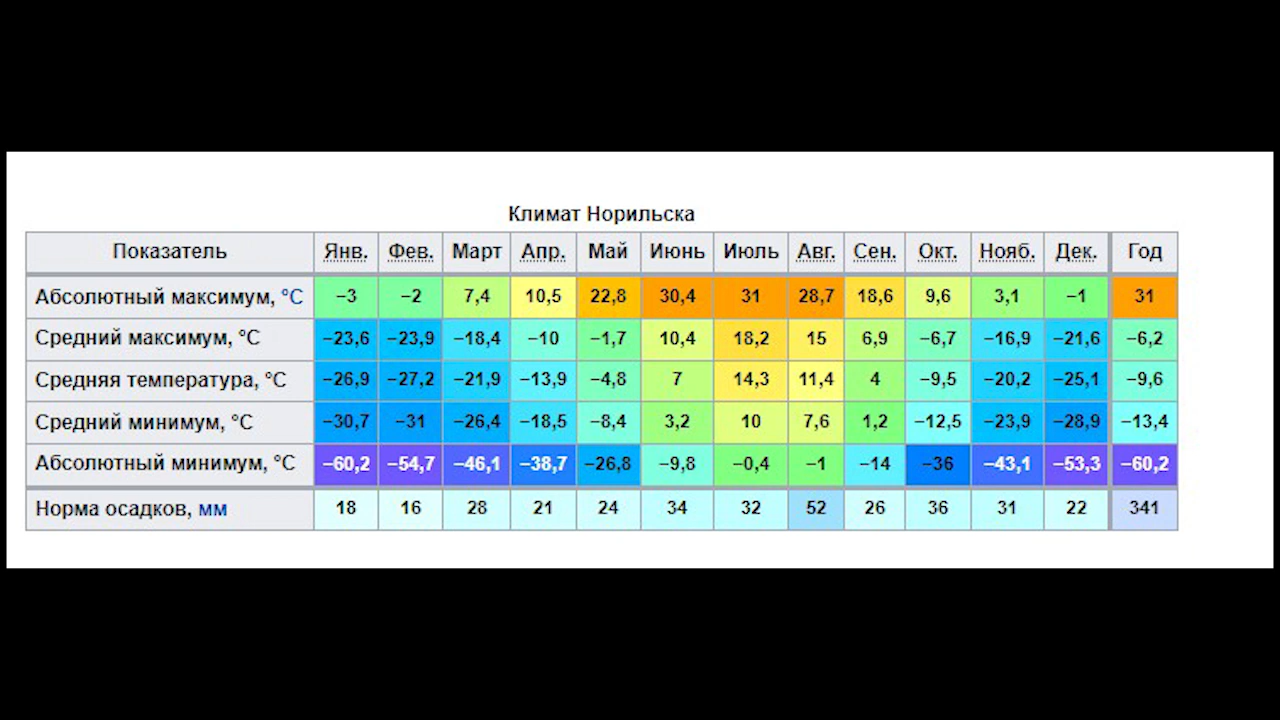 Климат Норильска
Показатель Янв. Фев. Март Апр. Май Июнь Июль Авг. Сен. Окт. Нояб. Дек. Год
Абсолютный максимум, °C −3 −2 7,4 10,5 22,8 30,4 31 28,7 18,6 9,6 3,1 −1 31
Средний максимум, °C −23,6 −23,9 −18,4 −10 −1,7 10,4 18,2 15 6,9 −6,7 −16,9 −21,6 −6,2
Средняя температура, °C −26,9 −27,2 −21,9 −13,9 −4,8 7 14,3 11,4 4 −9,5 −20,2 −25,1 −9,6
Средний минимум, °C −30,7 −31 −26,4 −18,5 −8,4 3,2 10 7,6 1,2 −12,5 −23,9 −28,9 −13,4
Абсолютный минимум, °C −60,2 −54,7 −46,1 −38,7 −26,8 −9,8 −0,4 −1 −14 −36 −43,1 −53,3 −60,2
Норма осадков, мм 18 16 28 21 24 34 32 52 26 36 31 22 341